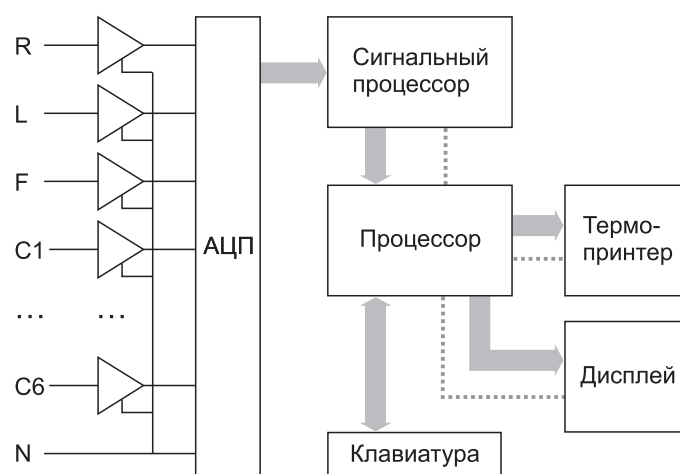 R
L
F
C1
... ...
C6
N
АЦП
Сигнальный
процессор
Процессор
Термо-
принтер
Дисплей
Клавиатура